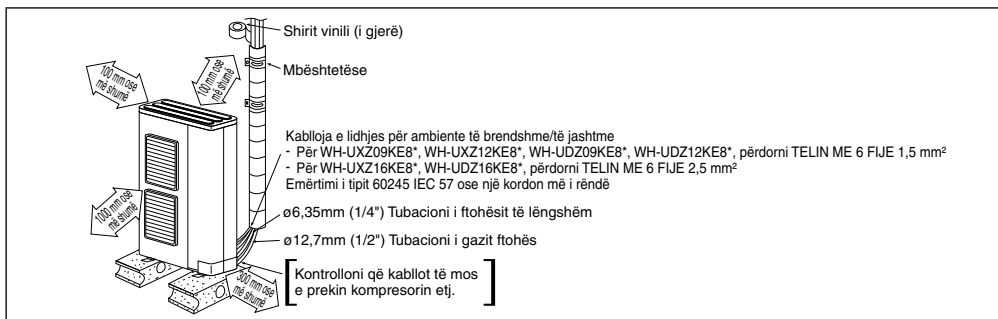 Shirit vinili (i gjerë)
100 mm ose
më shumë
100 mm ose
më shumë
Mbështetëse
Kablloja e lidhjes për ambiente të brendshme/të jashtme
- Për WH-UXZ09KE8*, WH-UXZ12KE8*, WH-UDZ09KE8*, WH-UDZ12KE8*, përdorni TELIN ME 6 FIJE 1,5 mm²
- Për WH-UXZ16KE8*, WH-UDZ16KE8*, përdorni TELIN ME 6 FIJE 2,5 mm²
Emërtimi i tipit 60245 IEC 57 ose një kordon më i rëndë
1000 mm ose
më shumë
ø6,35mm (1/4") Tubacioni i ftohësit të lëngshëm
ø12,7mm (1/2") Tubacioni i gazit ftohës
300 mm ose
më shumë
Kontrolloni që kabllot të mos
e prekin kompresorin etj.